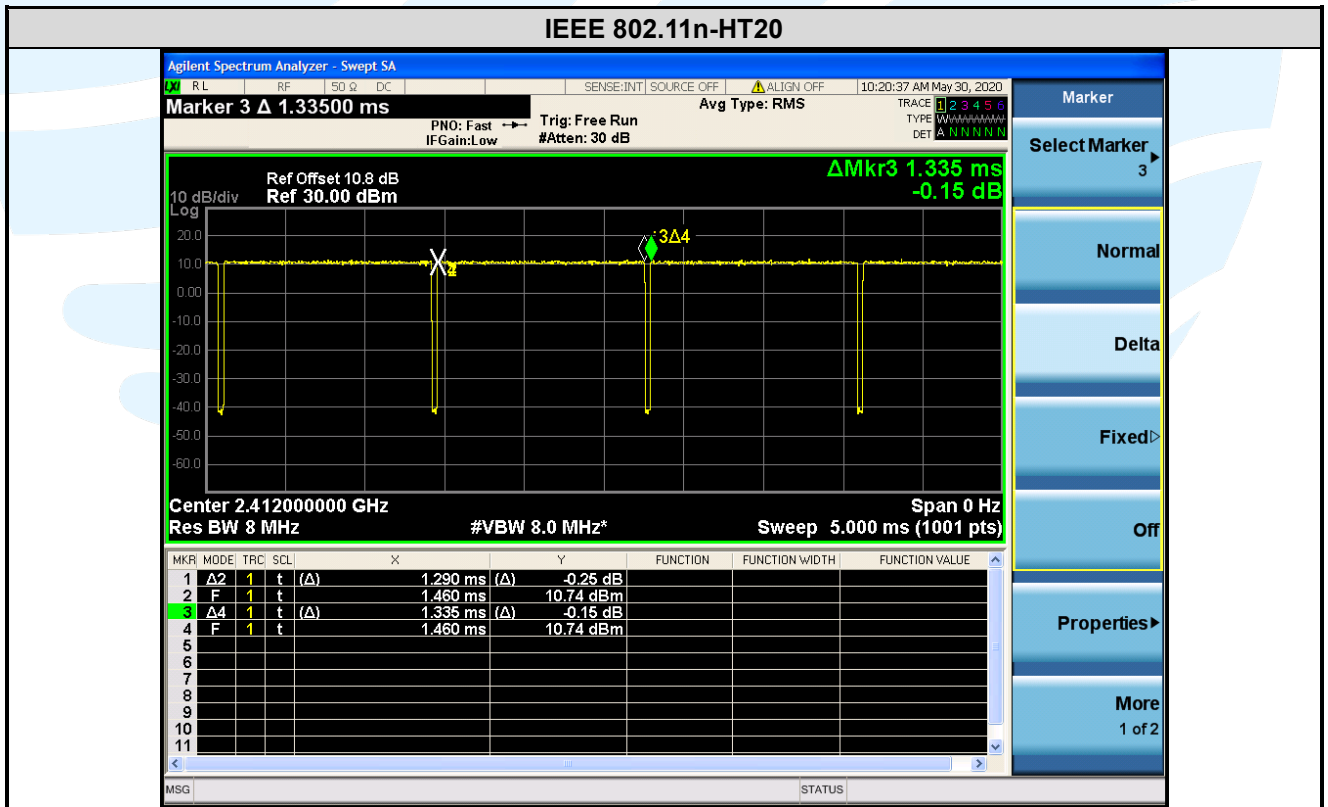 IEEE 802.11n-HT20
Agilent Spectrum Analyzer - Swept SA
LXI RL RF 50 Ω DC SENSE:INT SOURCE OFF ALIGN OFF 10:20:37 AM May 30, 2020
Marker 3 Δ 1.33500 ms
Avg Type: RMS
TRACE 1 2 3 4 5 6
PNO: Fast
Trig: Free Run
TYPE WWWWWW
IFGain:Low
#Atten: 30 dB
DET A N N N N N
ΔMkr3 1.335 ms
-0.15 dB
Ref Offset 10.8 dB
10 dB/div Ref 30.00 dBm
Log
20.0
10.0
0.00
-10.0
-20.0
-30.0
-40.0
-50.0
-60.0
3Δ4
Center 2.412000000 GHz Span 0 Hz
Res BW 8 MHz #VBW 8.0 MHz* Sweep 5.000 ms (1001 pts)
MKR MODE TRC SCL X Y FUNCTION FUNCTION WIDTH FUNCTION VALUE
1 Δ2 1 t (Δ) 1.290 ms (Δ) -0.25 dB
2 F 1 t 1.460 ms 10.74 dBm
3 Δ4 1 t (Δ) 1.335 ms (Δ) -0.15 dB
4 F 1 t 1.460 ms 10.74 dBm
5
6
7
8
9
10
11
MSG STATUS
Marker
Select Marker
3
Normal
Delta
Fixed
Off
Properties
More
1 of 2